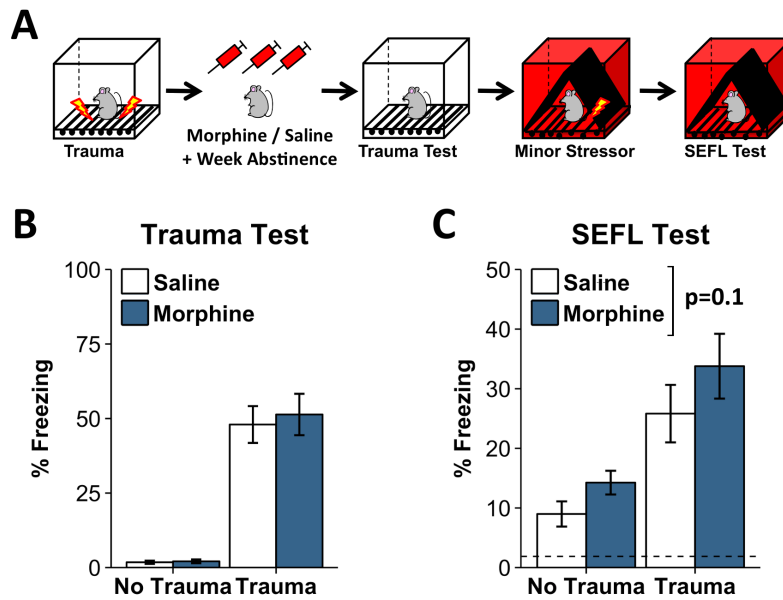 A
Trauma
Morphine / Saline
+ Week Abstinence
Trauma Test
Minor Stressor
SEFL Test
B
Trauma Test
% Freezing
100
75
50
25
0
Saline
Morphine
No Trauma
Trauma
C
SEFL Test
% Freezing
50
40
30
20
10
0
Saline
Morphine
p=0.1
No Trauma
Trauma